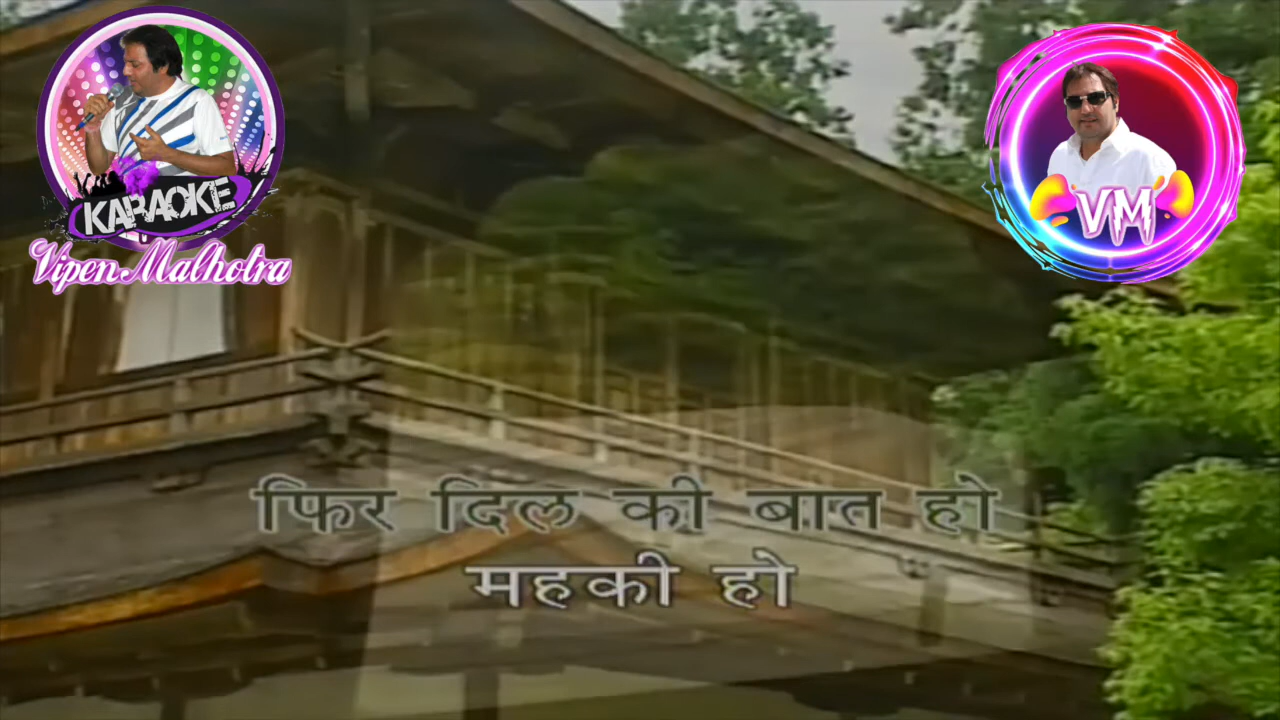 KARAOKE
Vipen Malhotra
VM
फिर दिल की बात हो
महकी हो